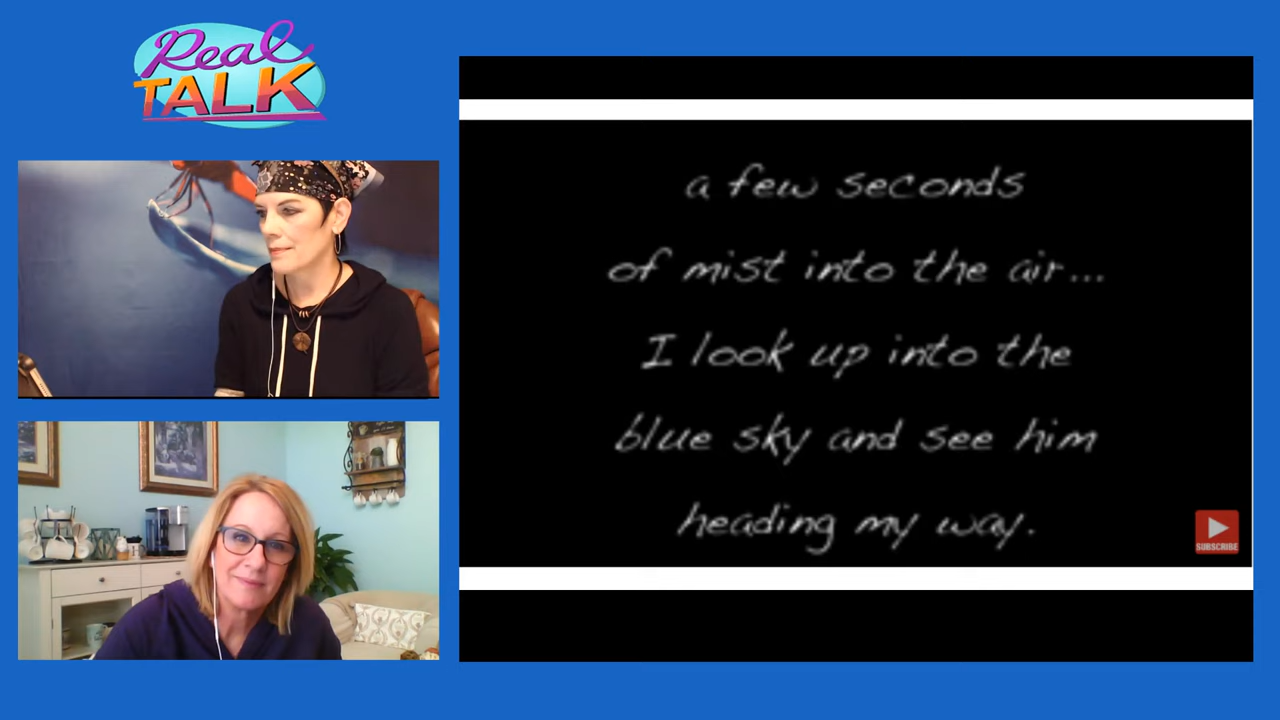 Real
TALK
a few seconds
of mist into the air...
I look up into the
blue sky and see him
heading my way.
SUBSCRIBE